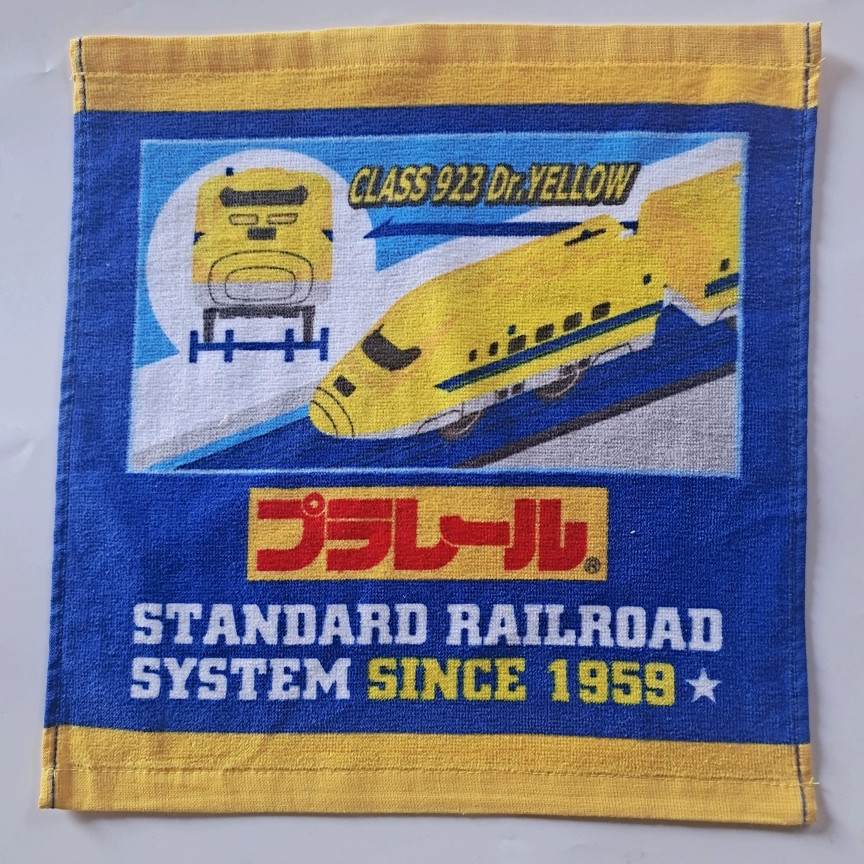 CLASS 923 Dr.YELLOW
プラレール®
STANDARD RAILROAD
SYSTEM SINCE 1959★